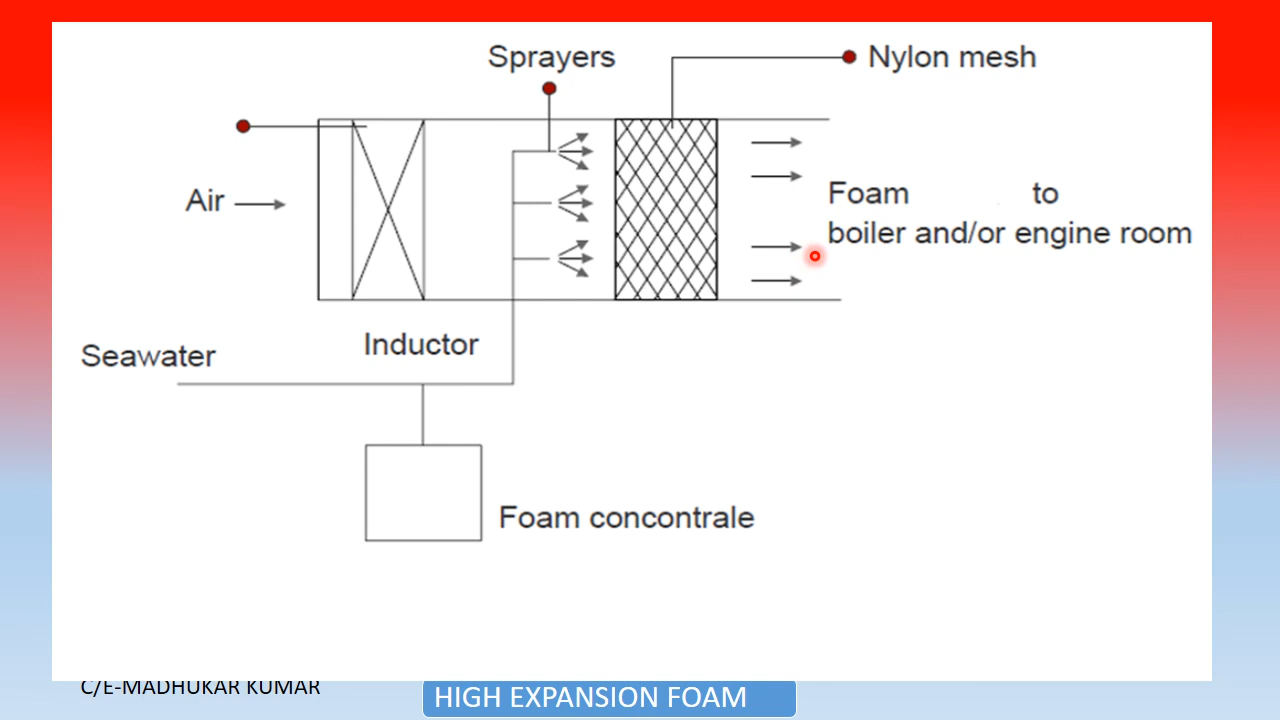 Sprayers
Nylon mesh
Air
Foam to
boiler and/or engine room
Inductor
Seawater
Foam concontrale
C/E-MADHUKAR KUMAR
HIGH EXPANSION FOAM